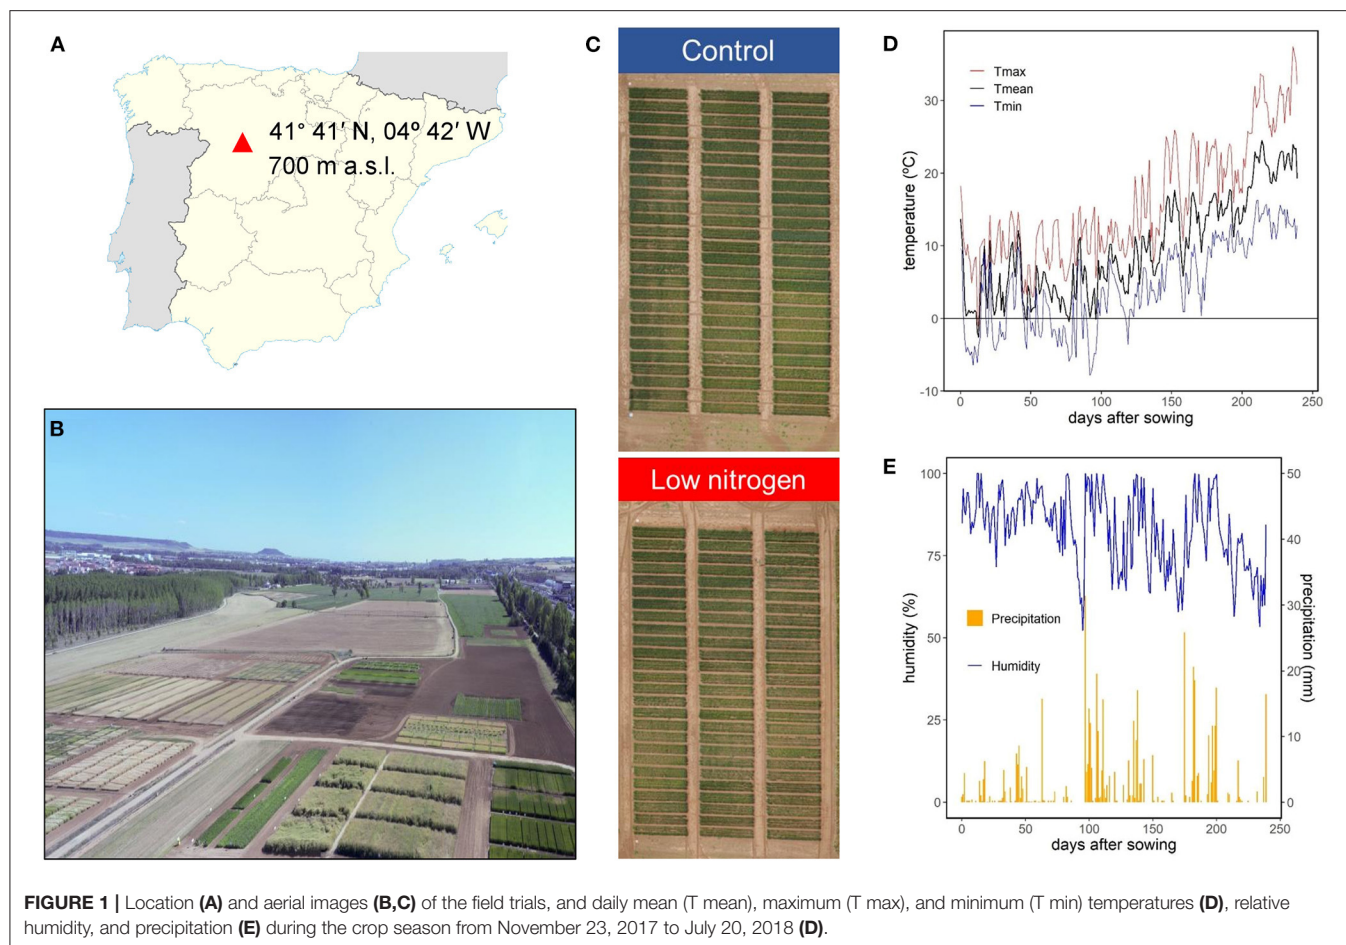 A
41° 41′ N, 04º 42′ W
700 m a.s.l.
B
C
Control
Low nitrogen
D
Tmax
Tmean
Tmin
temperature (ºC)
30
20
10
0
-10
0 50 100 150 200 250
days after sowing
E
humidity (%)
100
75
50
25
0
Precipitation
Humidity
50
40
30
20
10
0
precipitation (mm)
0 50 100 150 200 250
days after sowing
FIGURE 1 | Location (A) and aerial images (B,C) of the field trials, and daily mean (T mean), maximum (T max), and minimum (T min) temperatures (D), relative
humidity, and precipitation (E) during the crop season from November 23, 2017 to July 20, 2018 (D).